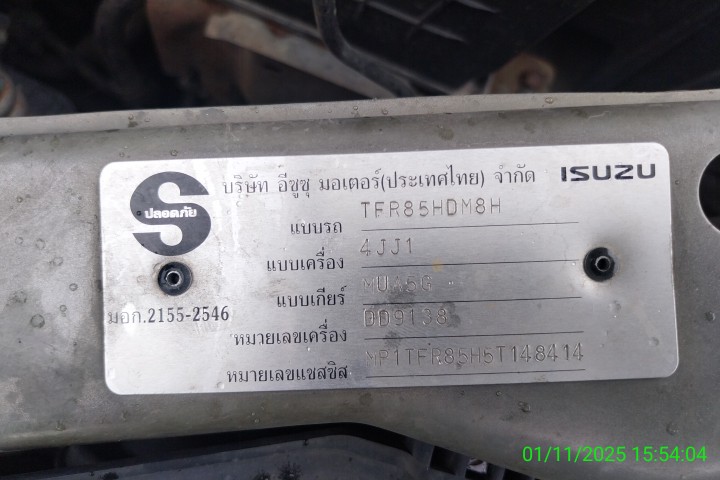 บริษัท อีซูซุ มอเตอร์(ประเทศไทย) จำกัด ISUZU
S
ปลอดภัย
มอก.2155-2546
แบบรถ TFR85HDM8H
แบบเครื่อง 4JJ1
แบบเกียร์ MUA5G
หมายเลขเครื่อง DD9138
หมายเลขแชสซิส MP1TFR85H5T148414
01/11/2025 15:54:04